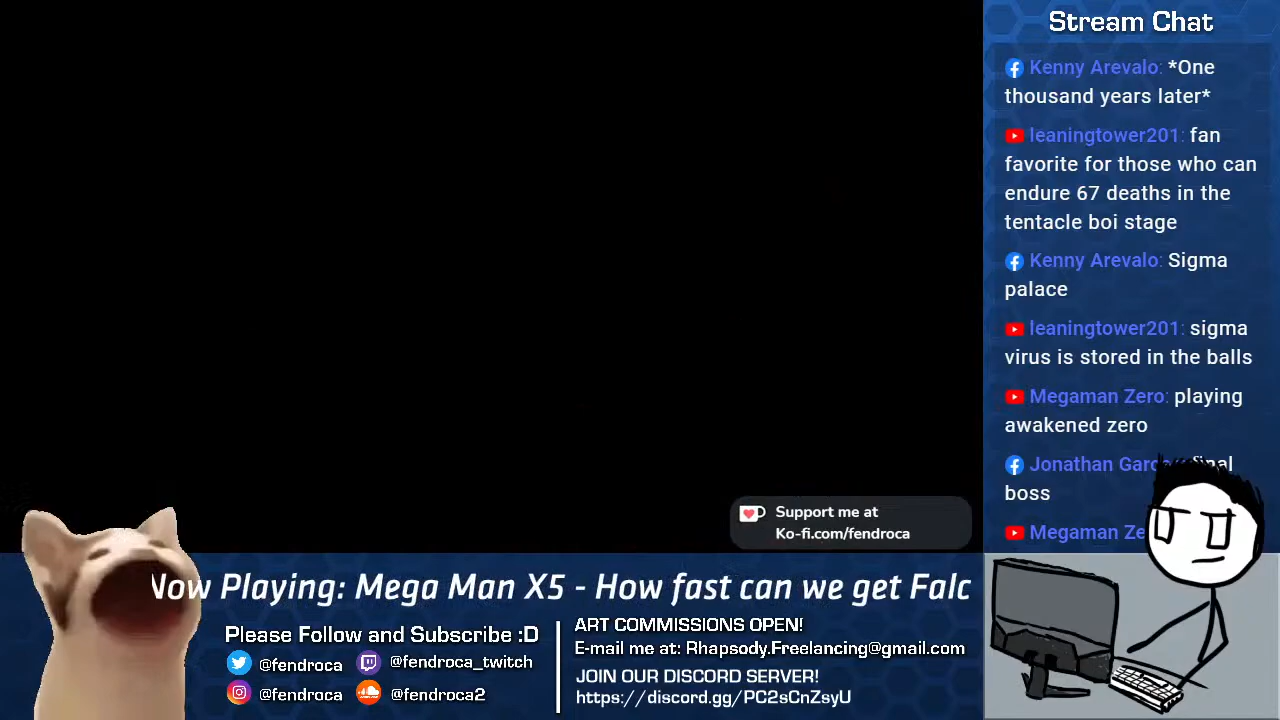 Stream Chat
Kenny Arevalo: *One
thousand years later*
leaningtower201: fan
favorite for those who can
endure 67 deaths in the
tentacle boi stage
Kenny Arevalo: Sigma
palace
leaningtower201: sigma
virus is stored in the balls
Megaman Zero: playing
awakened zero
Jonathan
boss
Megaman
Support me at
Ko-fi.com/fendroca
Now Playing: Mega Man X5 - How fast can we get Falc
Please Follow and Subscribe :D
@fendroca
@fendroca_twitch
@fendroca
@fendroca2
ART COMMISSIONS OPEN!
E-mail me at: Rhapsody.Freelancing@gmail.com
JOIN OUR DISCORD SERVER!
https://discord.gg/PC2sCnZsyU